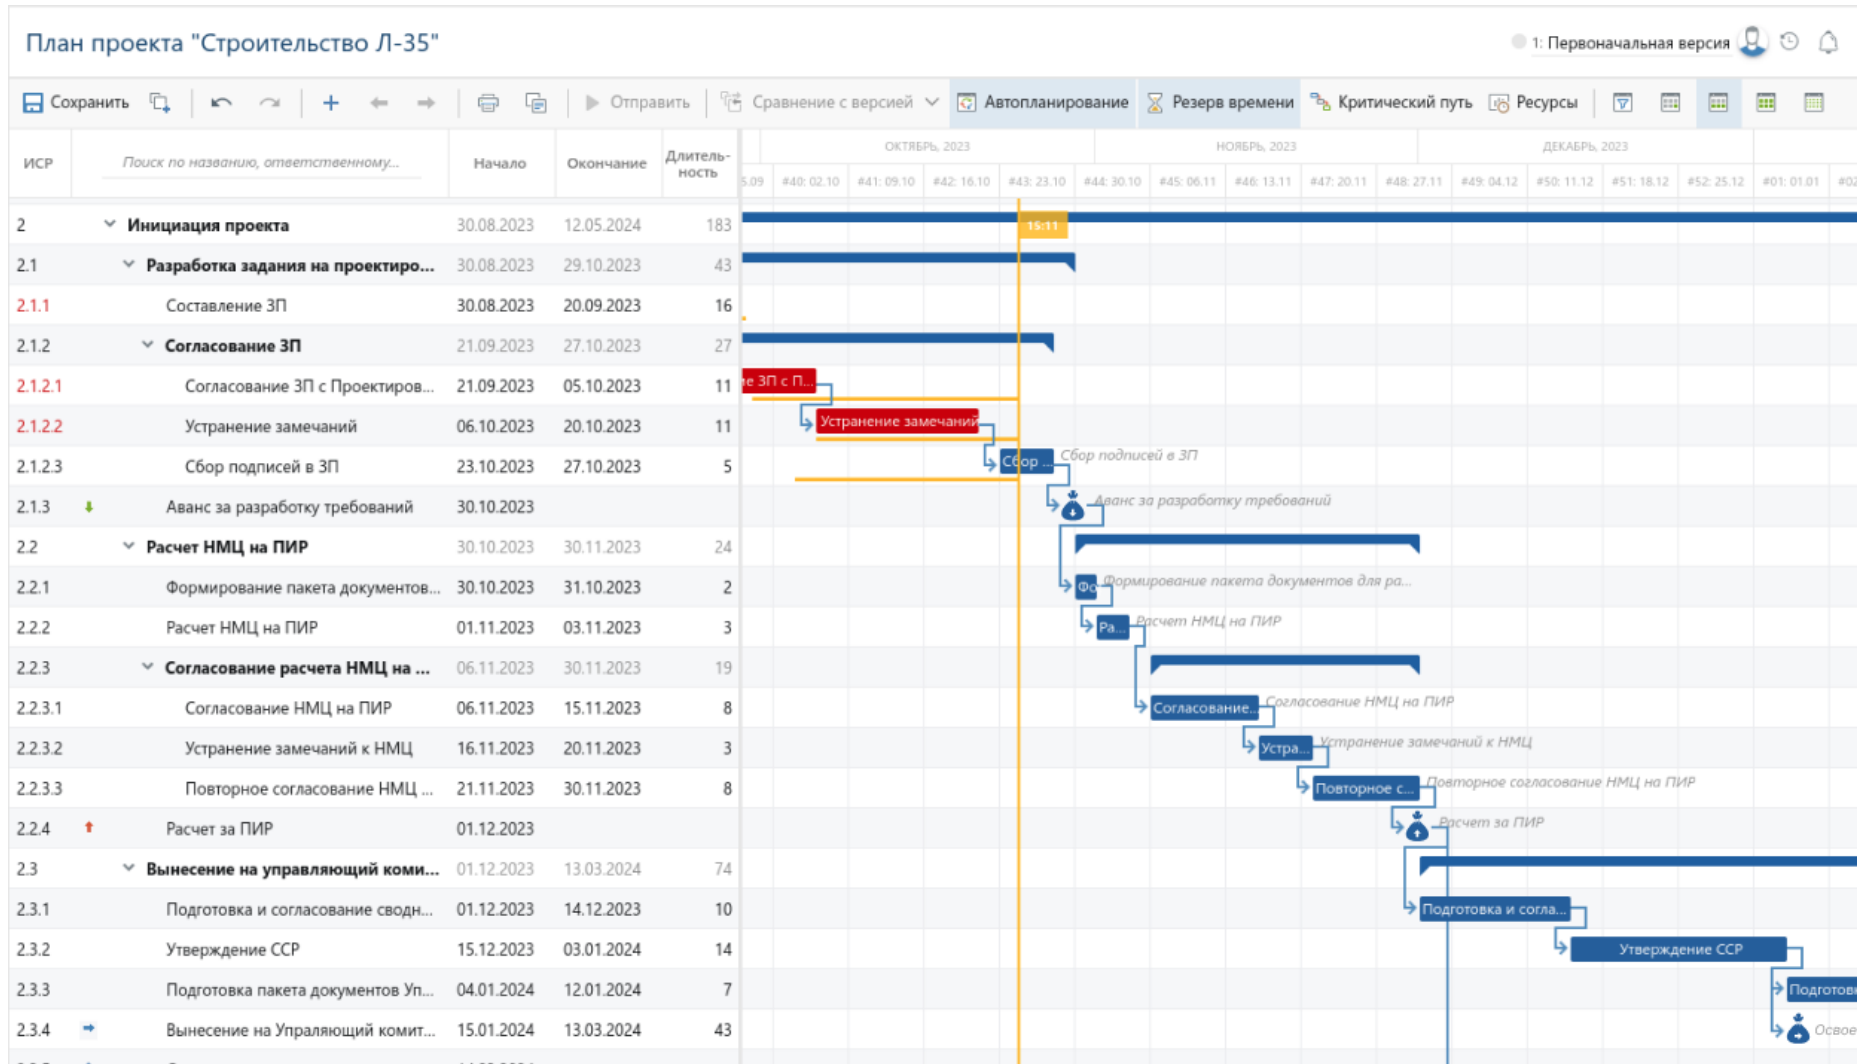 План проекта "Строительство Л-35"
1: Первоначальная версия
Сохранить
Отправить
Сравнение с версией
Автопланирование
Резерв времени
Критический путь
Ресурсы
ИСР
Поиск по названию, ответственному...
Начало
Окончание
Длитель-
ность
ОКТЯБРЬ, 2023
НОЯБРЬ, 2023
ДЕКАБРЬ, 2023
5.09 #40: 02.10 #41: 09.10 #42: 16.10 #43: 23.10 #44: 30.10 #45: 06.11 #46: 13.11 #47: 20.11 #48: 27.11 #49: 04.12 #50: 11.12 #51: 18.12 #52: 25.12 #01: 01.01 #02
2 Инициация проекта 30.08.2023 12.05.2024 183 15:11
2.1 Разработка задания на проектиро... 30.08.2023 29.10.2023 43
2.1.1 Составление ЗП 30.08.2023 20.09.2023 16
2.1.2 Согласование ЗП 21.09.2023 27.10.2023 27
2.1.2.1 Согласование ЗП с Проектиров... 21.09.2023 05.10.2023 11 ие ЗП с П...
2.1.2.2 Устранение замечаний 06.10.2023 20.10.2023 11 Устранение замечаний
2.1.2.3 Сбор подписей в ЗП 23.10.2023 27.10.2023 5 Сбор ... Сбор подписей в ЗП
2.1.3 Аванс за разработку требований 30.10.2023 Аванс за разработку требований
2.2 Расчет НМЦ на ПИР 30.10.2023 30.11.2023 24
2.2.1 Формирование пакета документов... 30.10.2023 31.10.2023 2 Фо Формирование пакета документов для ра...
2.2.2 Расчет НМЦ на ПИР 01.11.2023 03.11.2023 3 Ра... Расчет НМЦ на ПИР
2.2.3 Согласование расчета НМЦ на ... 06.11.2023 30.11.2023 19
2.2.3.1 Согласование НМЦ на ПИР 06.11.2023 15.11.2023 8 Согласование... Согласование НМЦ на ПИР
2.2.3.2 Устранение замечаний к НМЦ 16.11.2023 20.11.2023 3 Устра... Устранение замечаний к НМЦ
2.2.3.3 Повторное согласование НМЦ ... 21.11.2023 30.11.2023 8 Повторное с... Повторное согласование НМЦ на ПИР
2.2.4 Расчет за ПИР 01.12.2023 Расчет за ПИР
2.3 Вынесение на управляющий коми... 01.12.2023 13.03.2024 74
2.3.1 Подготовка и согласование сводн... 01.12.2023 14.12.2023 10 Подготовка и согла...
2.3.2 Утверждение ССР 15.12.2023 03.01.2024 14 Утверждение ССР
2.3.3 Подготовка пакета документов Уп... 04.01.2024 12.01.2024 7 Подготовк
2.3.4 Вынесение на Упраляющий комит... 15.01.2024 13.03.2024 43 Освое